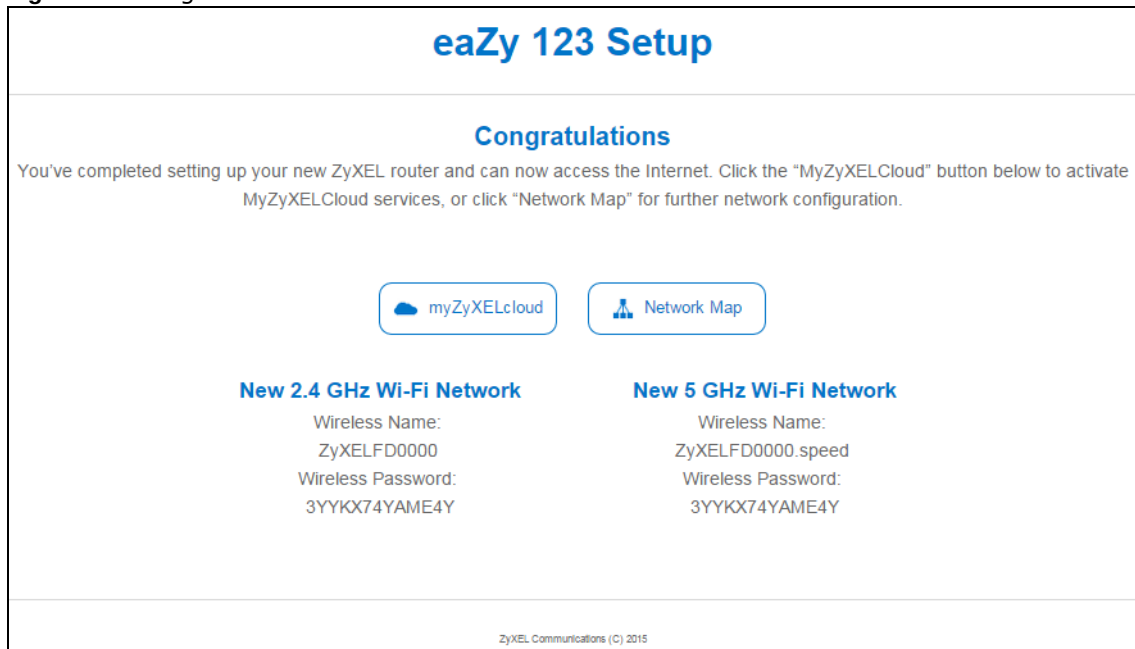 eaZy 123 Setup
Congratulations
You've completed setting up your new ZyXEL router and can now access the Internet. Click the “MyZyXELCloud” button below to activate
MyZyXELCloud services, or click “Network Map” for further network configuration.
myZyXELcloud
Network Map
New 2.4 GHz Wi-Fi Network
Wireless Name:
ZyXELFD0000
Wireless Password:
3YYKX74YAME4Y
New 5 GHz Wi-Fi Network
Wireless Name:
ZyXELFD0000.speed
Wireless Password:
3YYKX74YAME4Y
ZyXEL Communications (C) 2015